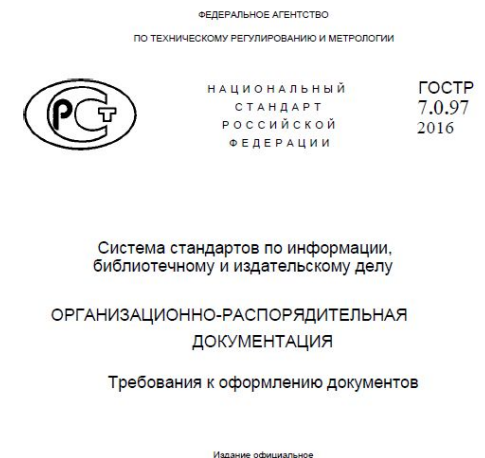 ФЕДЕРАЛЬНОЕ АГЕНТСТВО
ПО ТЕХНИЧЕСКОМУ РЕГУЛИРОВАНИЮ И МЕТРОЛОГИИ
РСТ
НАЦИОНАЛЬНЫЙ
СТАНДАРТ
РОССИЙСКОЙ
ФЕДЕРАЦИИ
ГОСТР
7.0.97
2016
Система стандартов по информации,
библиотечному и издательскому делу
ОРГАНИЗАЦИОННО-РАСПОРЯДИТЕЛЬНАЯ
ДОКУМЕНТАЦИЯ
Требования к оформлению документов
Издание официальное